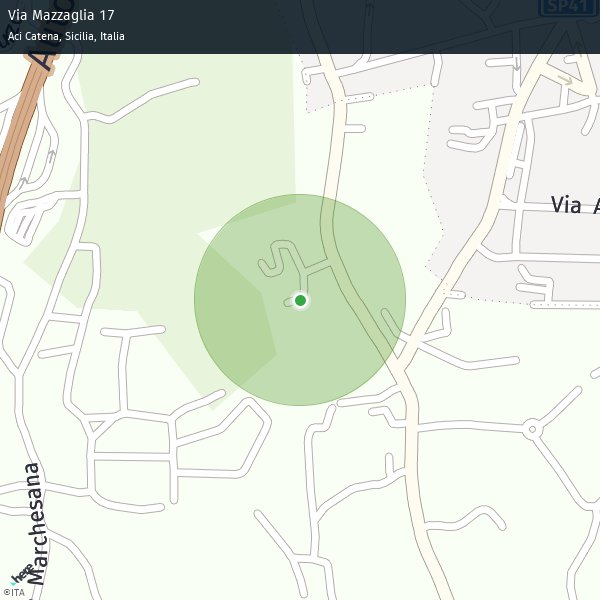 Via Mazzaglia 17
Aci Catena, Sicilia, Italia
SP41
Via A
Marchesana
here
©ITA